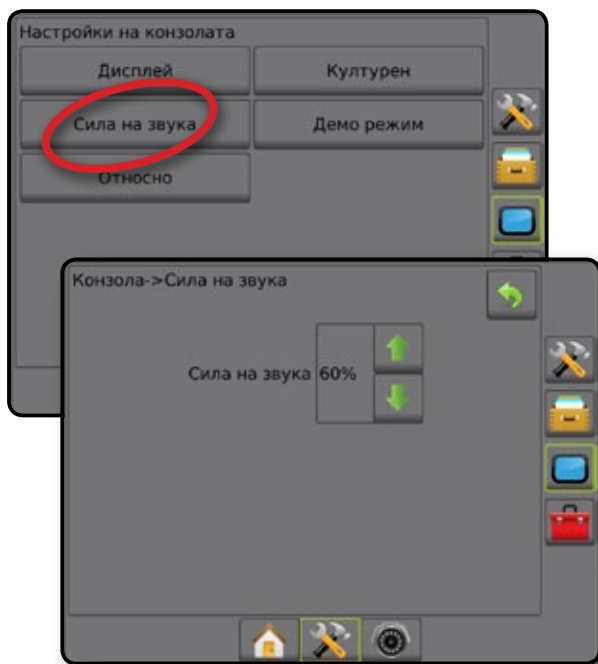 Настройки на конзолата
Дисплей Културен
Сила на звука Демо режим
Относно
Конзола->Сила на звука
Сила на звука 60%